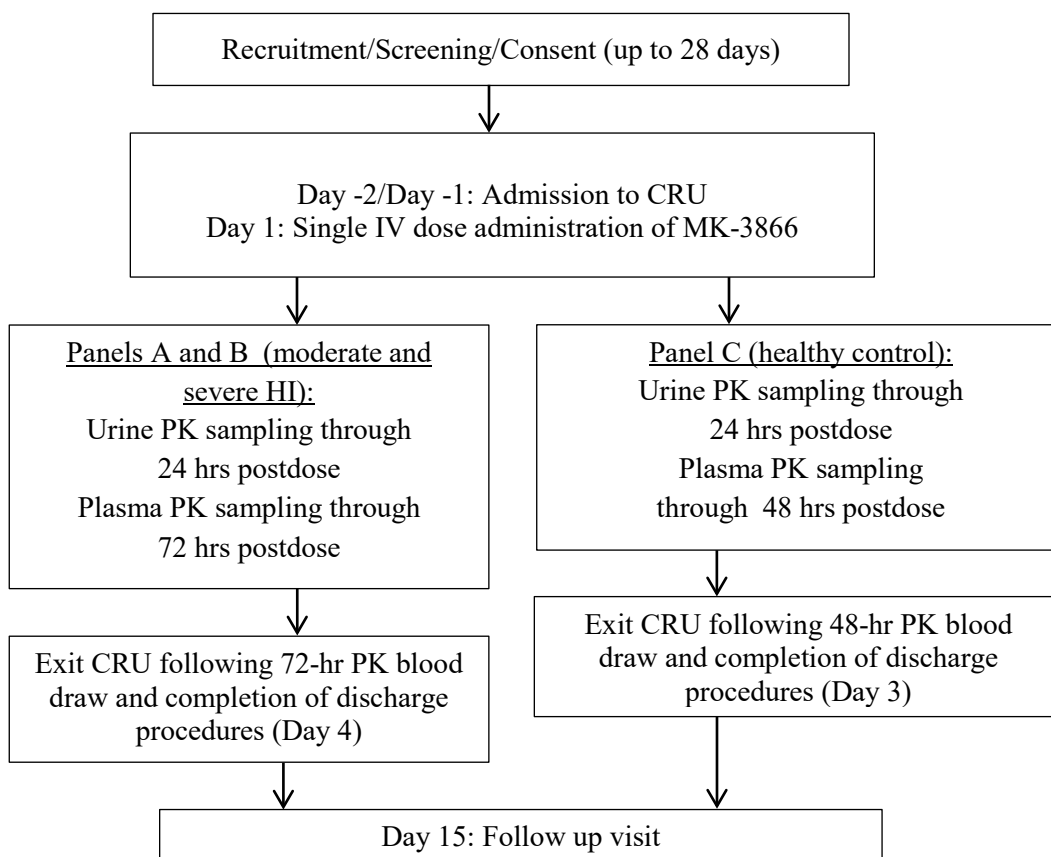 Recruitment/Screening/Consent (up to 28 days)
Day -2/Day -1: Admission to CRU
Day 1: Single IV dose administration of MK-3866
Panels A and B (moderate and
severe HI):
Urine PK sampling through
24 hrs postdose
Plasma PK sampling through
72 hrs postdose
Panel C (healthy control):
Urine PK sampling through
24 hrs postdose
Plasma PK sampling
through 48 hrs postdose
Exit CRU following 72-hr PK blood
draw and completion of discharge
procedures (Day 4)
Exit CRU following 48-hr PK blood
draw and completion of discharge
procedures (Day 3)
Day 15: Follow up visit